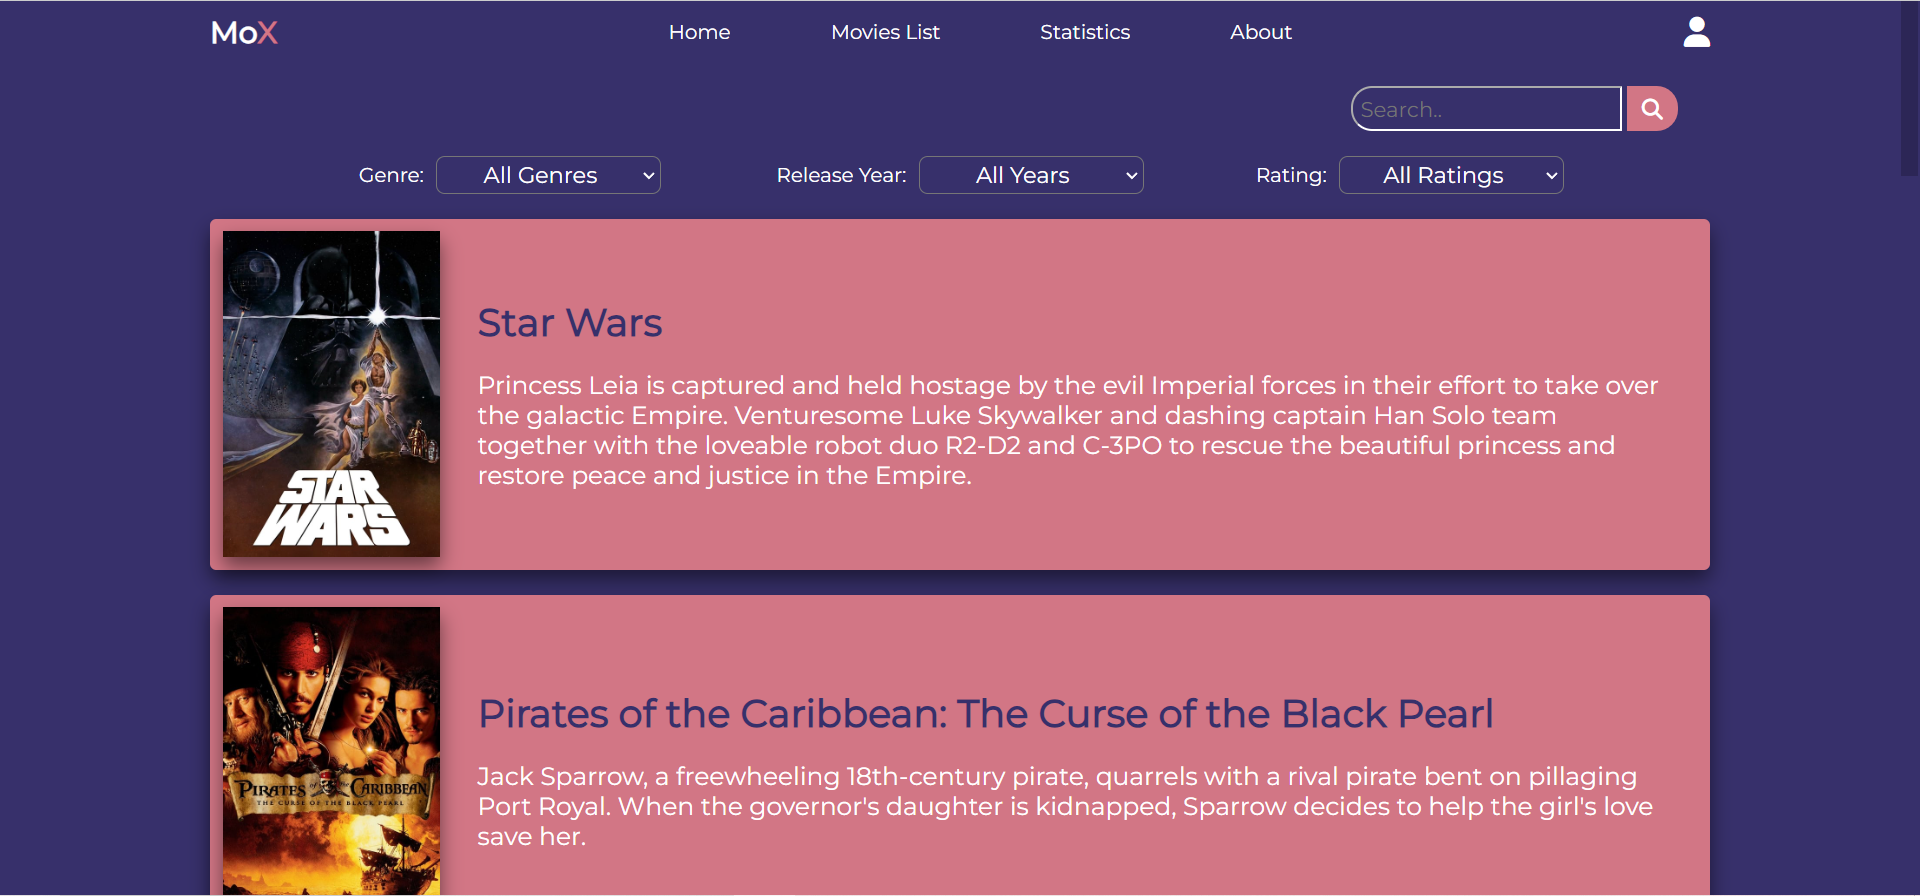 MoX
Home Movies List Statistics About
Search..
Genre: All Genres Release Year: All Years Rating: All Ratings
STAR
WARS
Star Wars
Princess Leia is captured and held hostage by the evil Imperial forces in their effort to take over
the galactic Empire. Venturesome Luke Skywalker and dashing captain Han Solo team
together with the loveable robot duo R2-D2 and C-3PO to rescue the beautiful princess and
restore peace and justice in the Empire.
PIRATES of the CARIBBEAN
THE CURSE OF THE BLACK PEARL
Pirates of the Caribbean: The Curse of the Black Pearl
Jack Sparrow, a freewheeling 18th-century pirate, quarrels with a rival pirate bent on pillaging
Port Royal. When the governor's daughter is kidnapped, Sparrow decides to help the girl's love
save her.